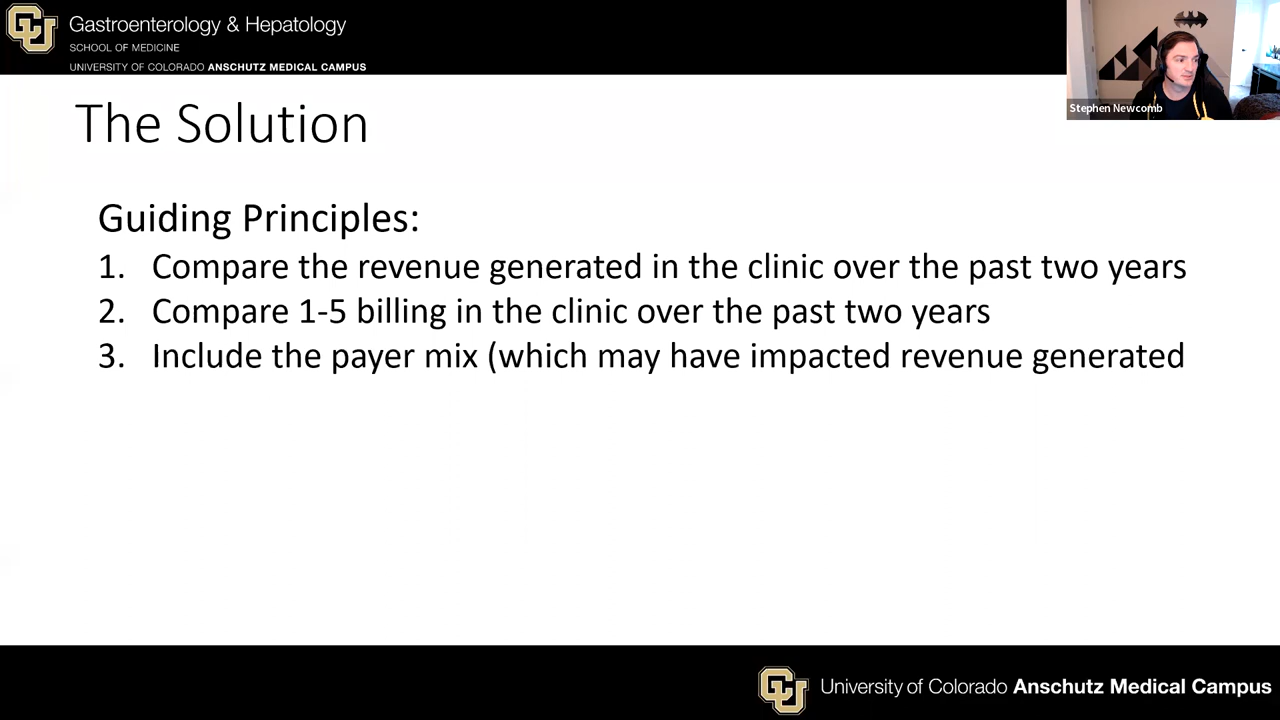 Gastroenterology & Hepatology
SCHOOL OF MEDICINE
UNIVERSITY OF COLORADO ANSCHUTZ MEDICAL CAMPUS
Stephen Newcomb
The Solution
Guiding Principles:
1. Compare the revenue generated in the clinic over the past two years
2. Compare 1-5 billing in the clinic over the past two years
3. Include the payer mix (which may have impacted revenue generated
University of Colorado Anschutz Medical Campus